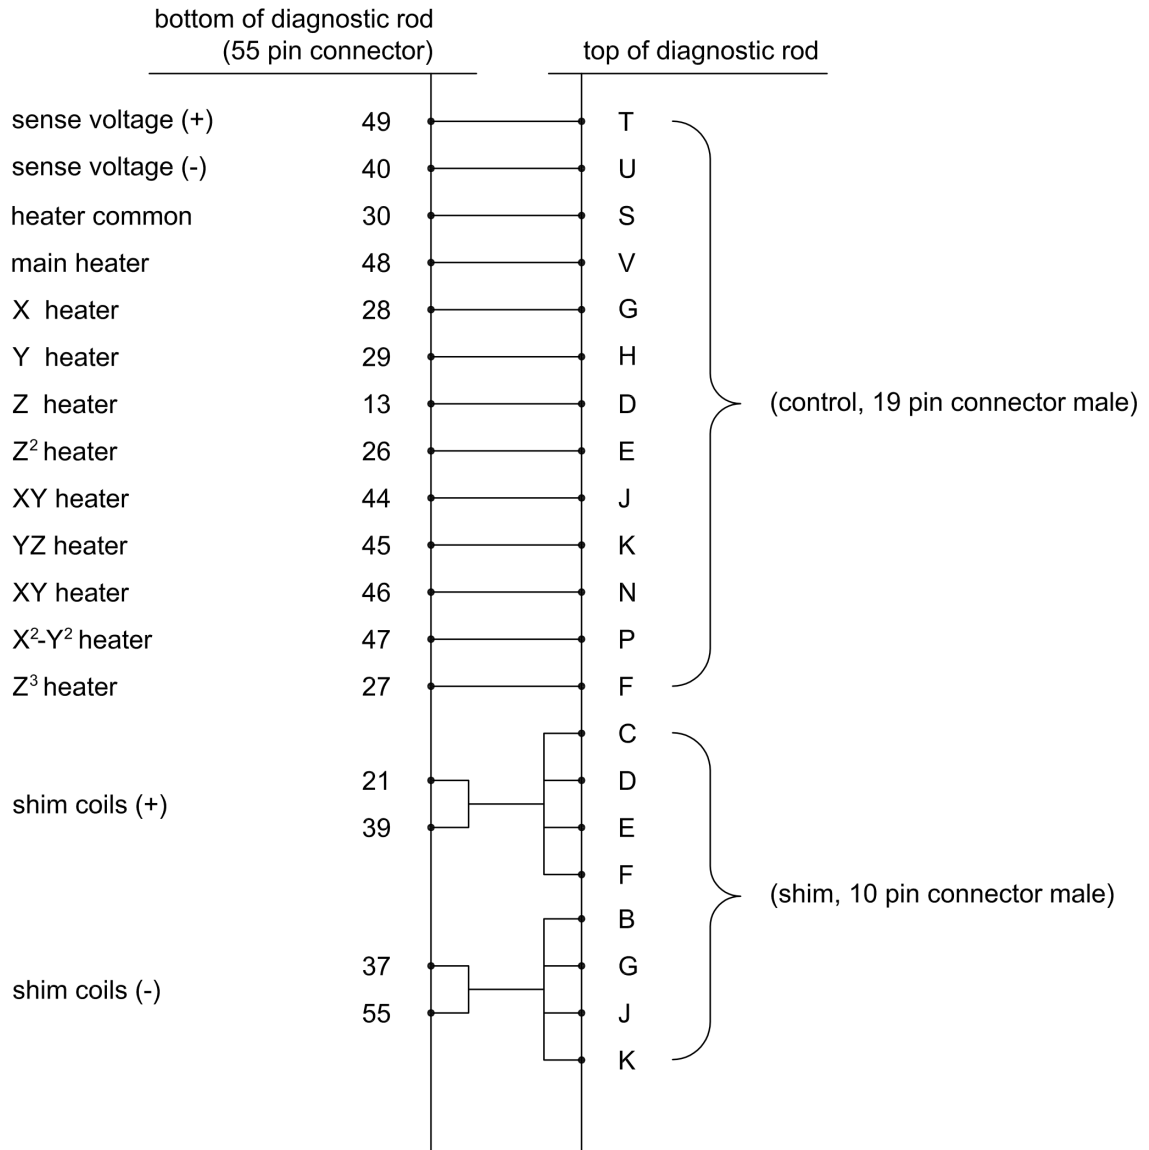 bottom of diagnostic rod
(55 pin connector)
top of diagnostic rod
sense voltage (+) 49 T
sense voltage (-) 40 U
heater common 30 S
main heater 48 V
X heater 28 G
Y heater 29 H
Z heater 13 D
(control, 19 pin connector male)
Z² heater 26 E
XY heater 44 J
YZ heater 45 K
XY heater 46 N
X²-Y² heater 47 P
Z³ heater 27 F
C
21 D
shim coils (+)
39 E
F
(shim, 10 pin connector male)
B
37 G
shim coils (-)
55 J
K